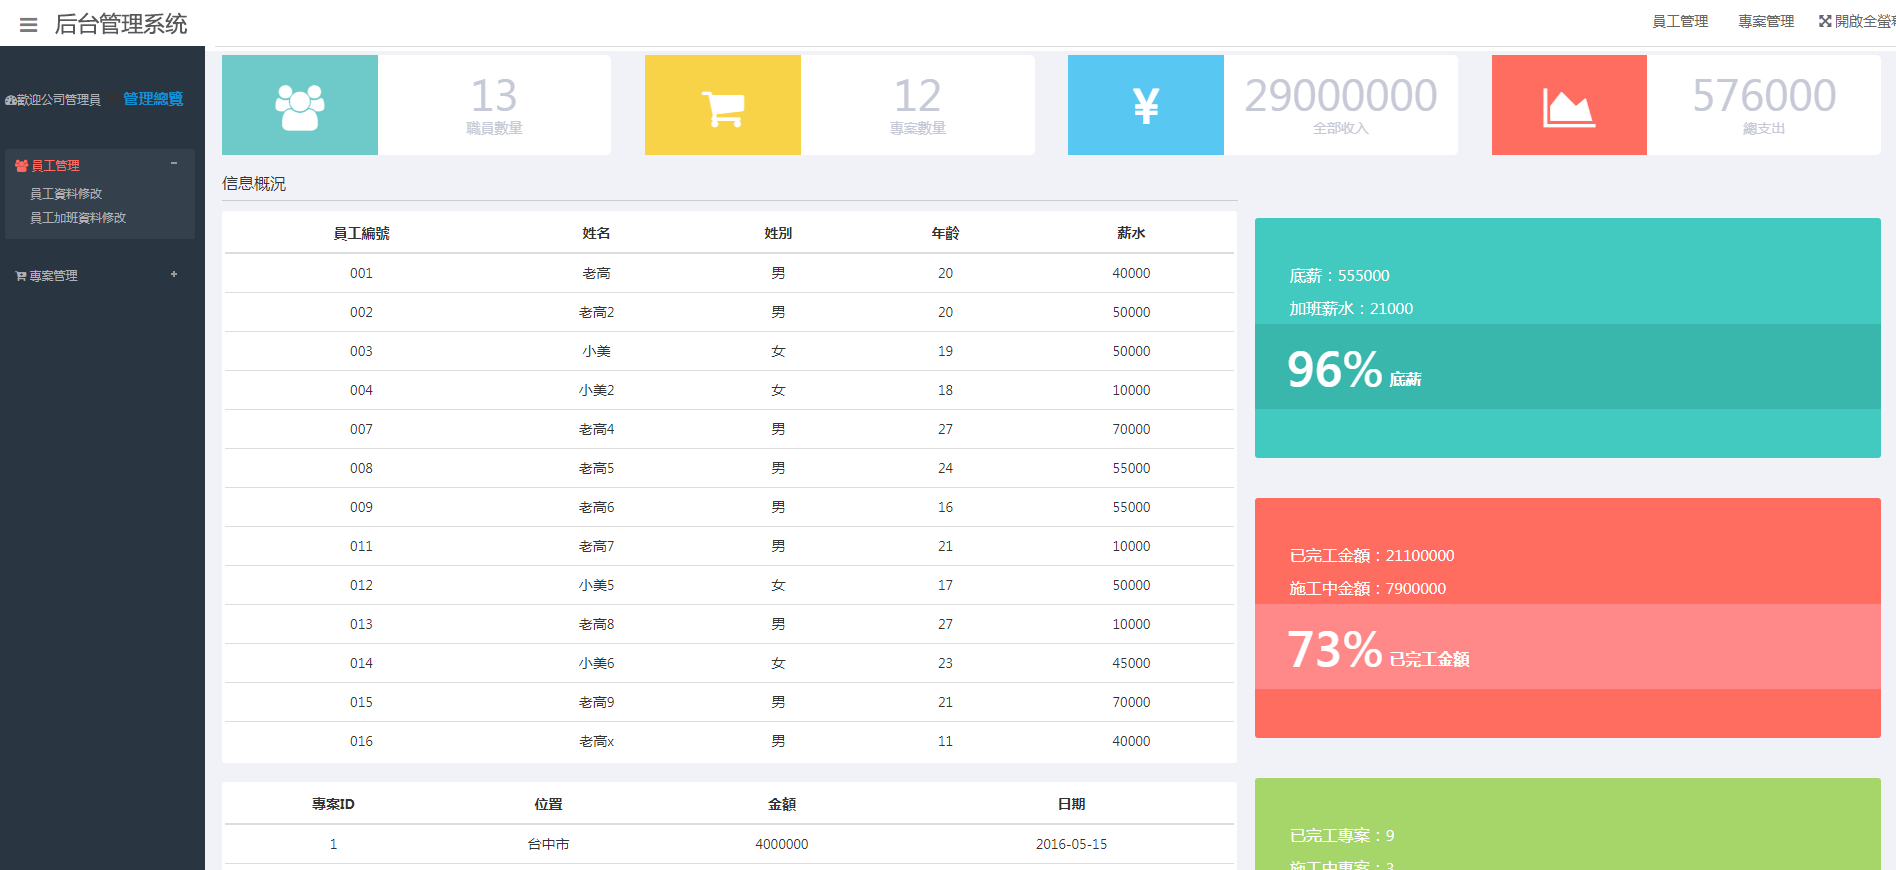 后台管理系统
員工管理 專案管理 開啟全螢
歡迎公司管理員 管理總覽
員工管理
員工資料修改
員工加班資料修改
專案管理
13
職員數量
12
專案數量
29000000
全部收入
576000
總支出
信息概況
員工編號 姓名 姓別 年齡 薪水
001 老高 男 20 40000
002 老高2 男 20 50000
003 小美 女 19 50000
004 小美2 女 18 10000
007 老高4 男 27 70000
008 老高5 男 24 55000
009 老高6 男 16 55000
011 老高7 男 21 10000
012 小美5 女 17 50000
013 老高8 男 27 10000
014 小美6 女 23 45000
015 老高9 男 21 70000
016 老高x 男 11 40000
專案ID 位置 金額 日期
1 台中市 4000000 2016-05-15
底薪：555000
加班薪水：21000
96% 底薪
已完工金額：21100000
施工中金額：7900000
73% 已完工金額
已完工專案：9
施工中專案：3